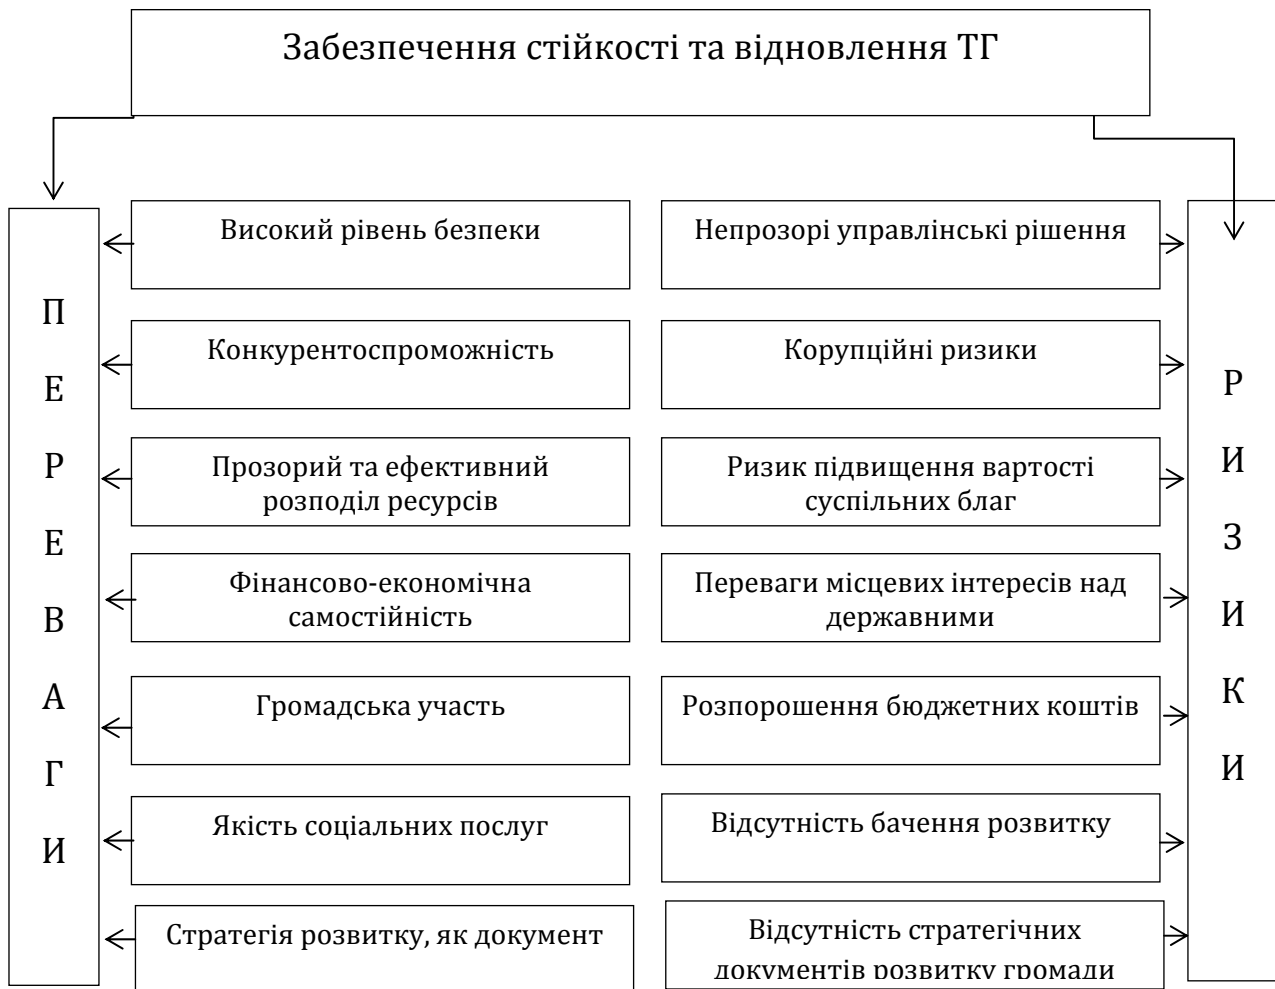 Забезпечення стійкості та відновлення ТГ
ПЕРЕВАГИ
Високий рівень безпеки
Непрозорі управлінські рішення
Конкурентоспроможність
Корупційні ризики
Прозорий та ефективний
розподіл ресурсів
Ризик підвищення вартості
суспільних благ
Фінансово-економічна
самостійність
Переваги місцевих інтересів над
державними
Громадська участь
Розпорошення бюджетних коштів
Якість соціальних послуг
Відсутність бачення розвитку
Стратегія розвитку, як документ
Відсутність стратегічних
документів розвитку громади
РИЗИКИ